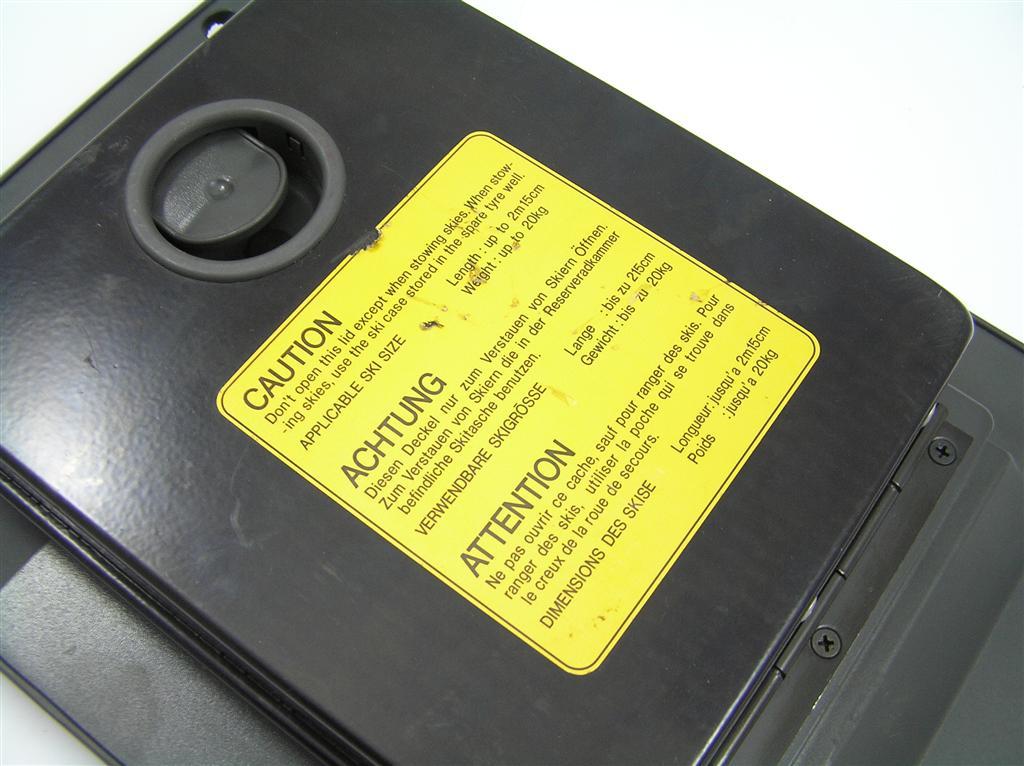 CAUTION
Don't open this lid except when stowing skies. When stow-
-ing skies, use the ski case stored in the spare tyre well.
APPLICABLE SKI SIZE
Length : up to 2m15cm
Weight : up to 20kg
ACHTUNG
Diesen Deckel nur zum Verstauen von Skiern Öffnen.
Zum Verstauen von Skiern die in der Reserveradkammer
befindliche Skitasche benützen.
VERWENDBARE SKIGRÖSSE
Lange : bis zu 215cm
Gewicht : bis zu 20kg
ATTENTION
Ne pas ouvrir ce cache, sauf pour ranger des skis. Pour
ranger des skis, utiliser la poche qui se trouve dans
le creux de la roue de secours.
DIMENSIONS DES SKISE
Longueur : jusqu'a 2m15cm
Poids : jusqu'a 20kg